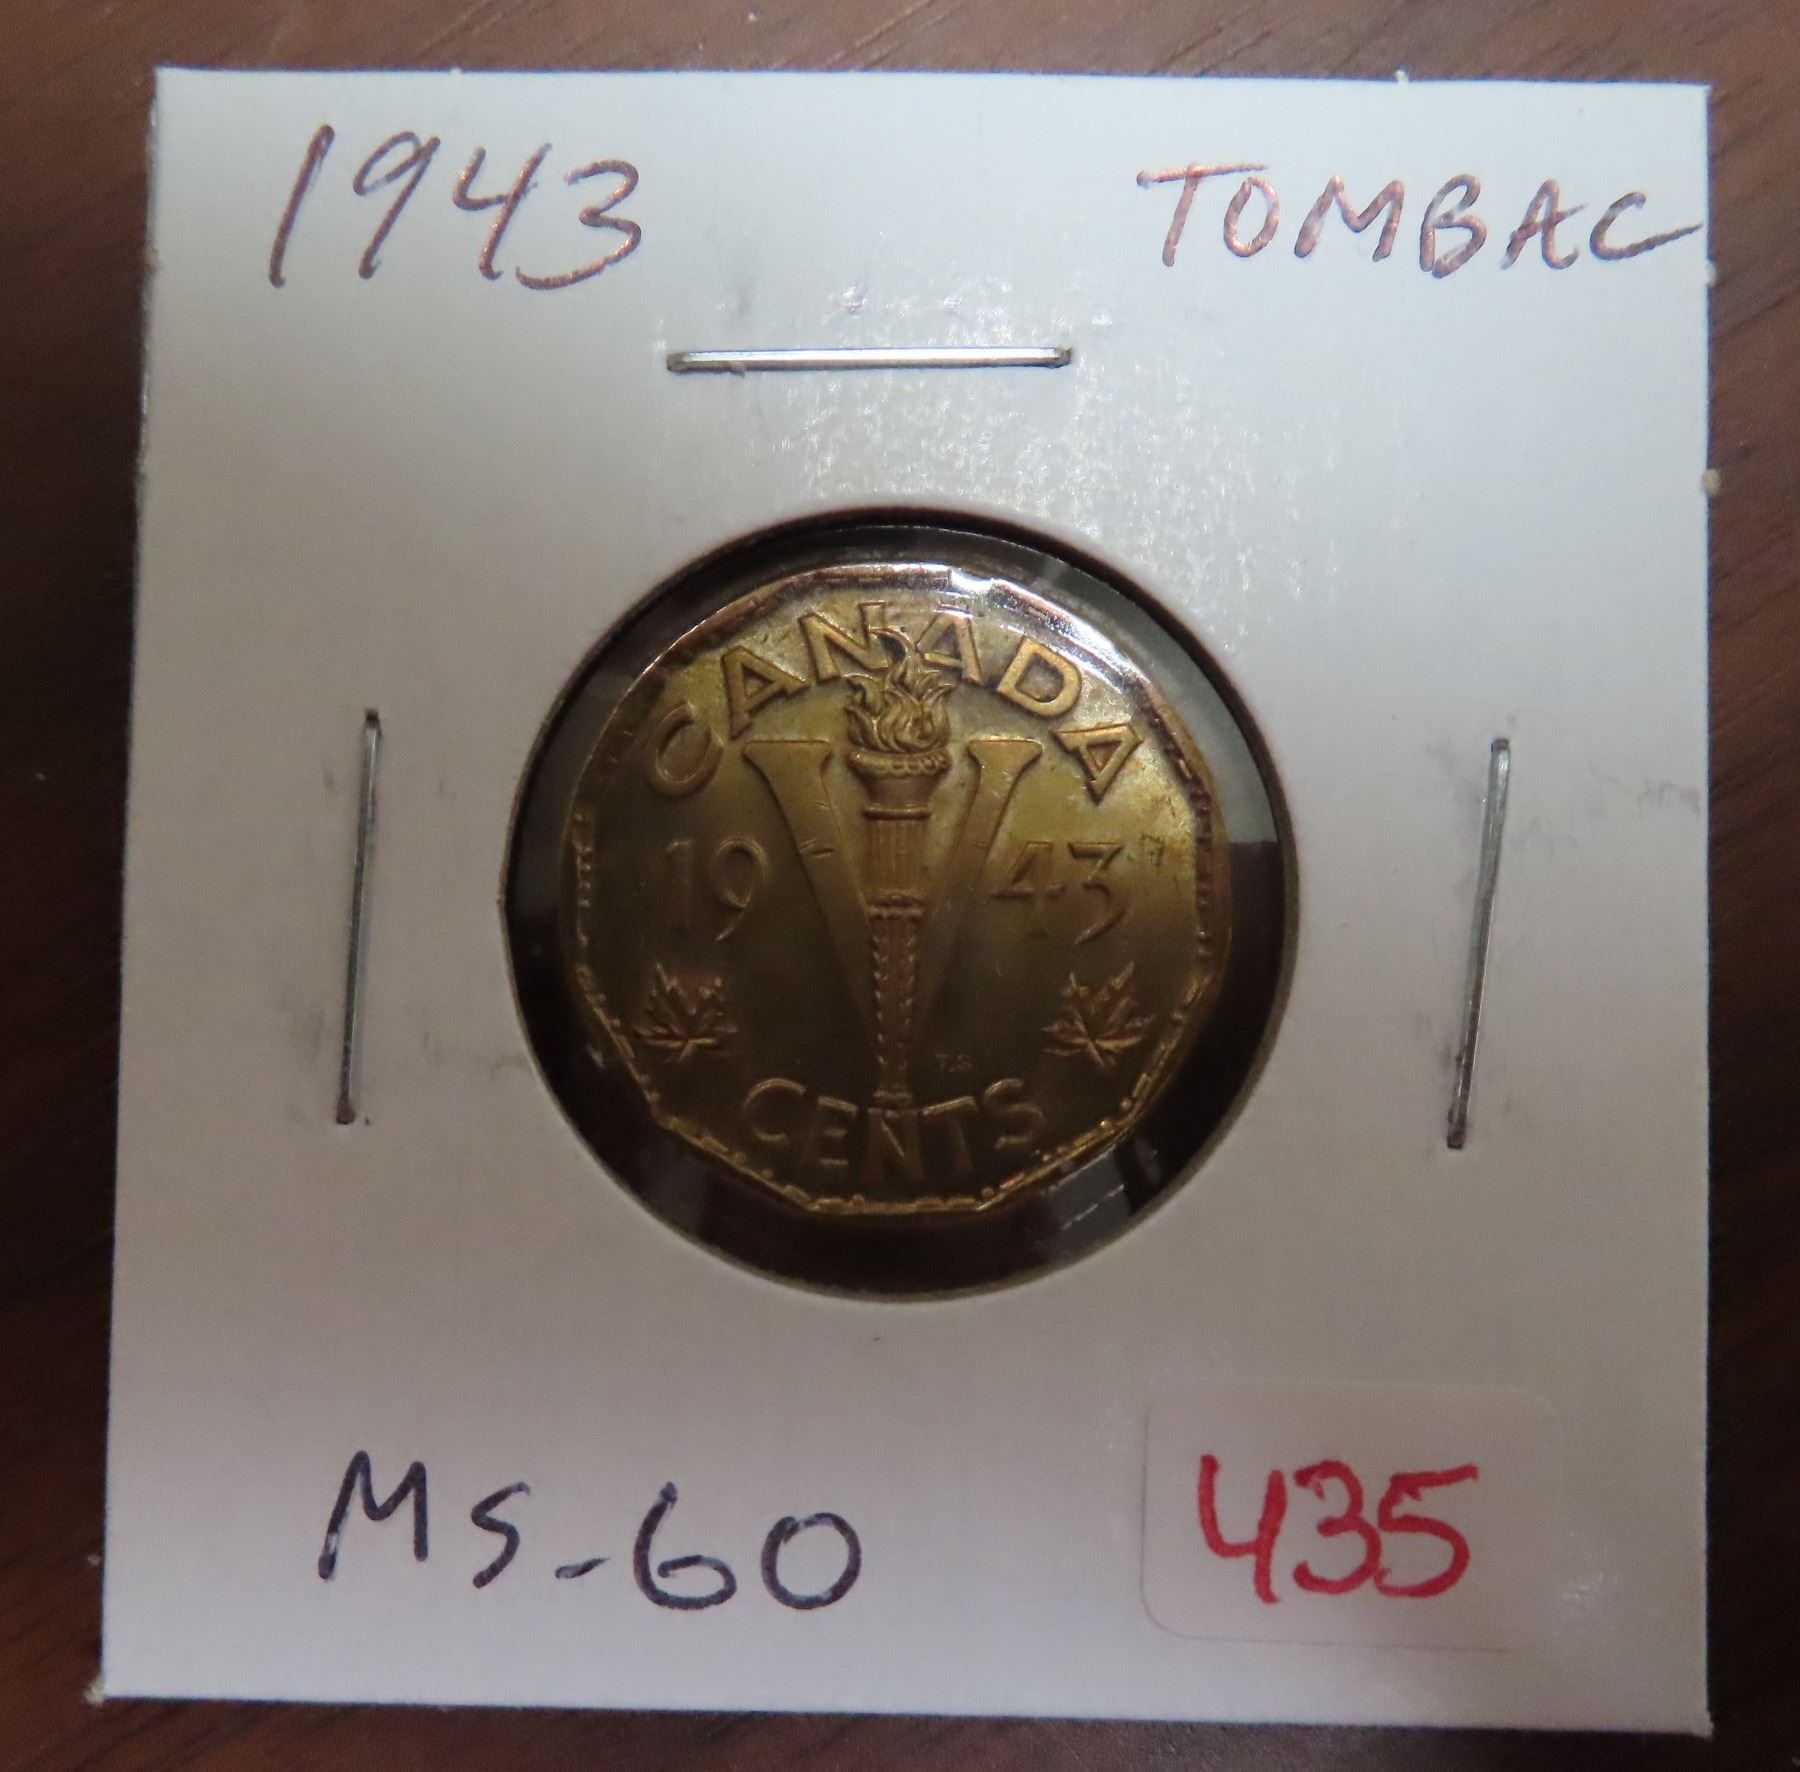 1943 TOMBAC
CANADA
19 V 43
T.S.
CENTS
MS-60 435